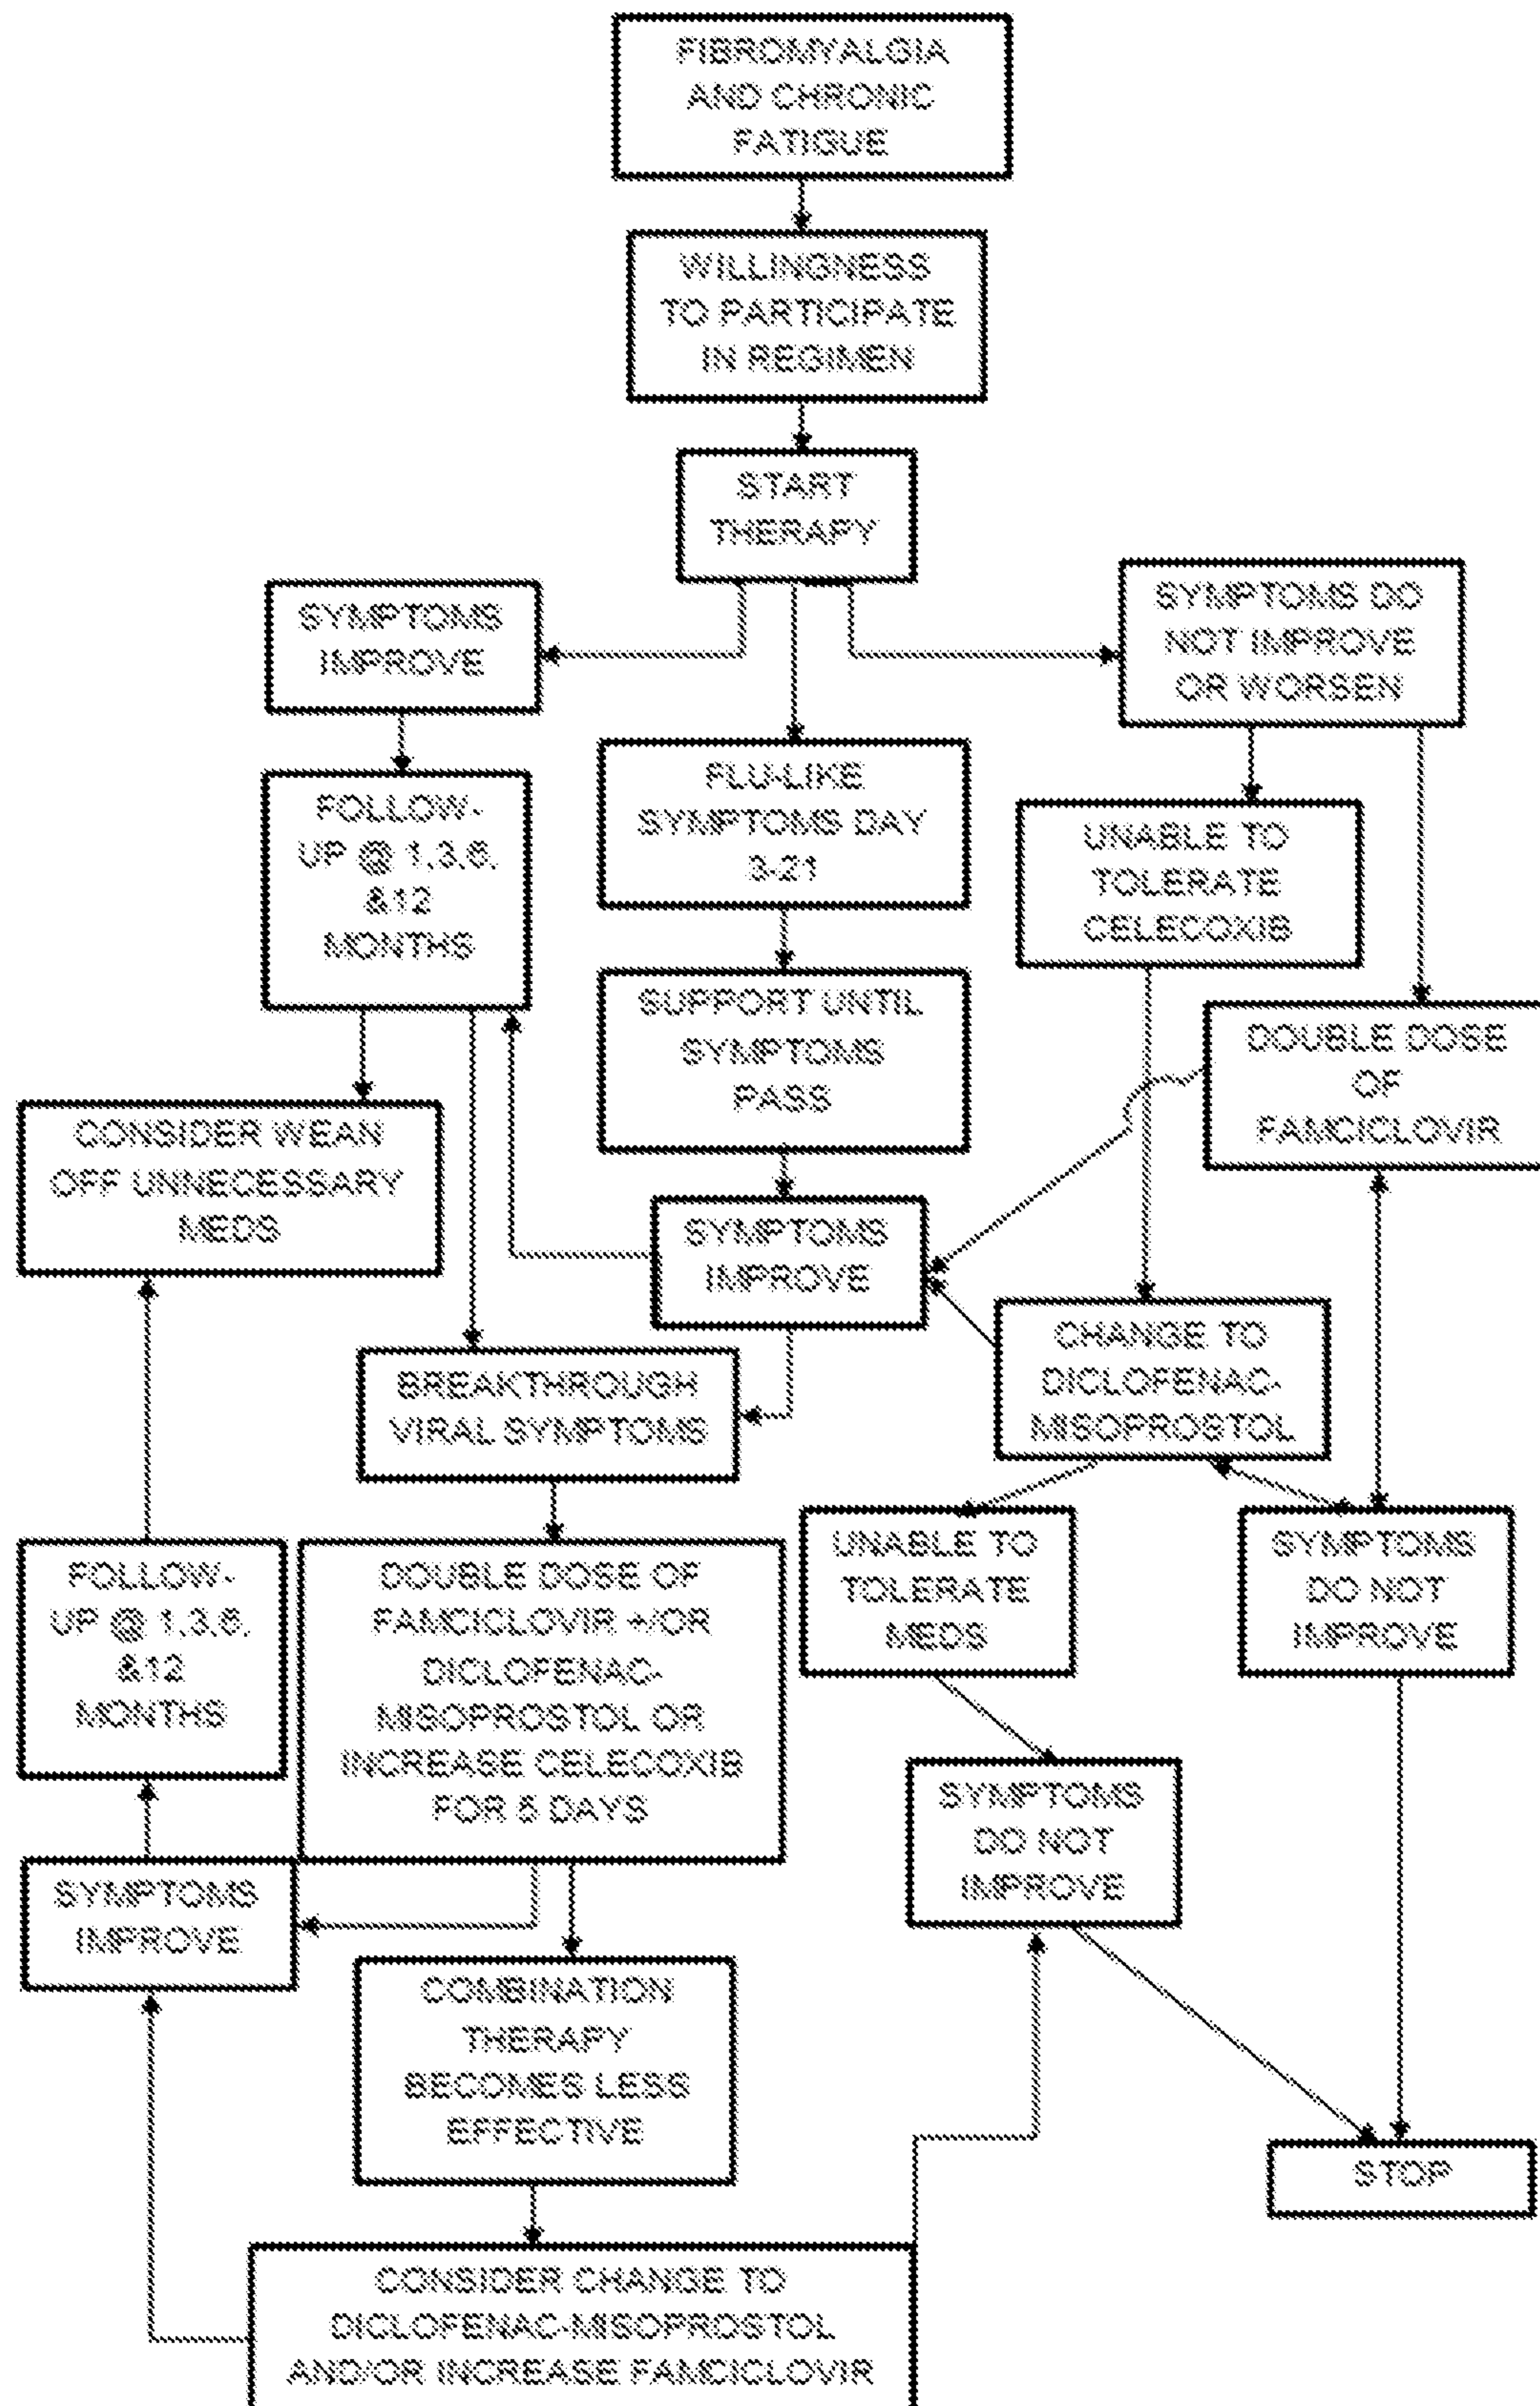 FIBROMYALGIA
AND CHRONIC
FATIGUE
WILLINGNESS
TO PARTICIPATE
IN REGIMEN
START
THERAPY
SYMPTOMS
IMPROVE
SYMPTOMS DO
NOT IMPROVE
OR WORSEN
FOLLOW-
UP @ 1,3,6,
&12
MONTHS
FLU-LIKE
SYMPTOMS DAY
3-21
UNABLE TO
TOLERATE
CELECOXIB
SUPPORT UNTIL
SYMPTOMS
PASS
DOUBLE DOSE
OF
FAMCICLOVIR
CONSIDER WEAN
OFF UNNECESSARY
MEDS
SYMPTOMS
IMPROVE
CHANGE TO
DICLOFENAC-
MISOPROSTOL
BREAKTHROUGH
VIRAL SYMPTOMS
UNABLE TO
TOLERATE
MEDS
SYMPTOMS
DO NOT
IMPROVE
FOLLOW-
UP @ 1,3,6,
&12
MONTHS
DOUBLE DOSE OF
FAMCICLOVIR +/OR
DICLOFENAC-
MISOPROSTOL OR
INCREASE CELECOXIB
FOR 5 DAYS
SYMPTOMS
DO NOT
IMPROVE
SYMPTOMS
IMPROVE
COMBINATION
THERAPY
BECOMES LESS
EFFECTIVE
STOP
CONSIDER CHANGE TO
DICLOFENAC-MISOPROSTOL
AND/OR INCREASE FAMCICLOVIR